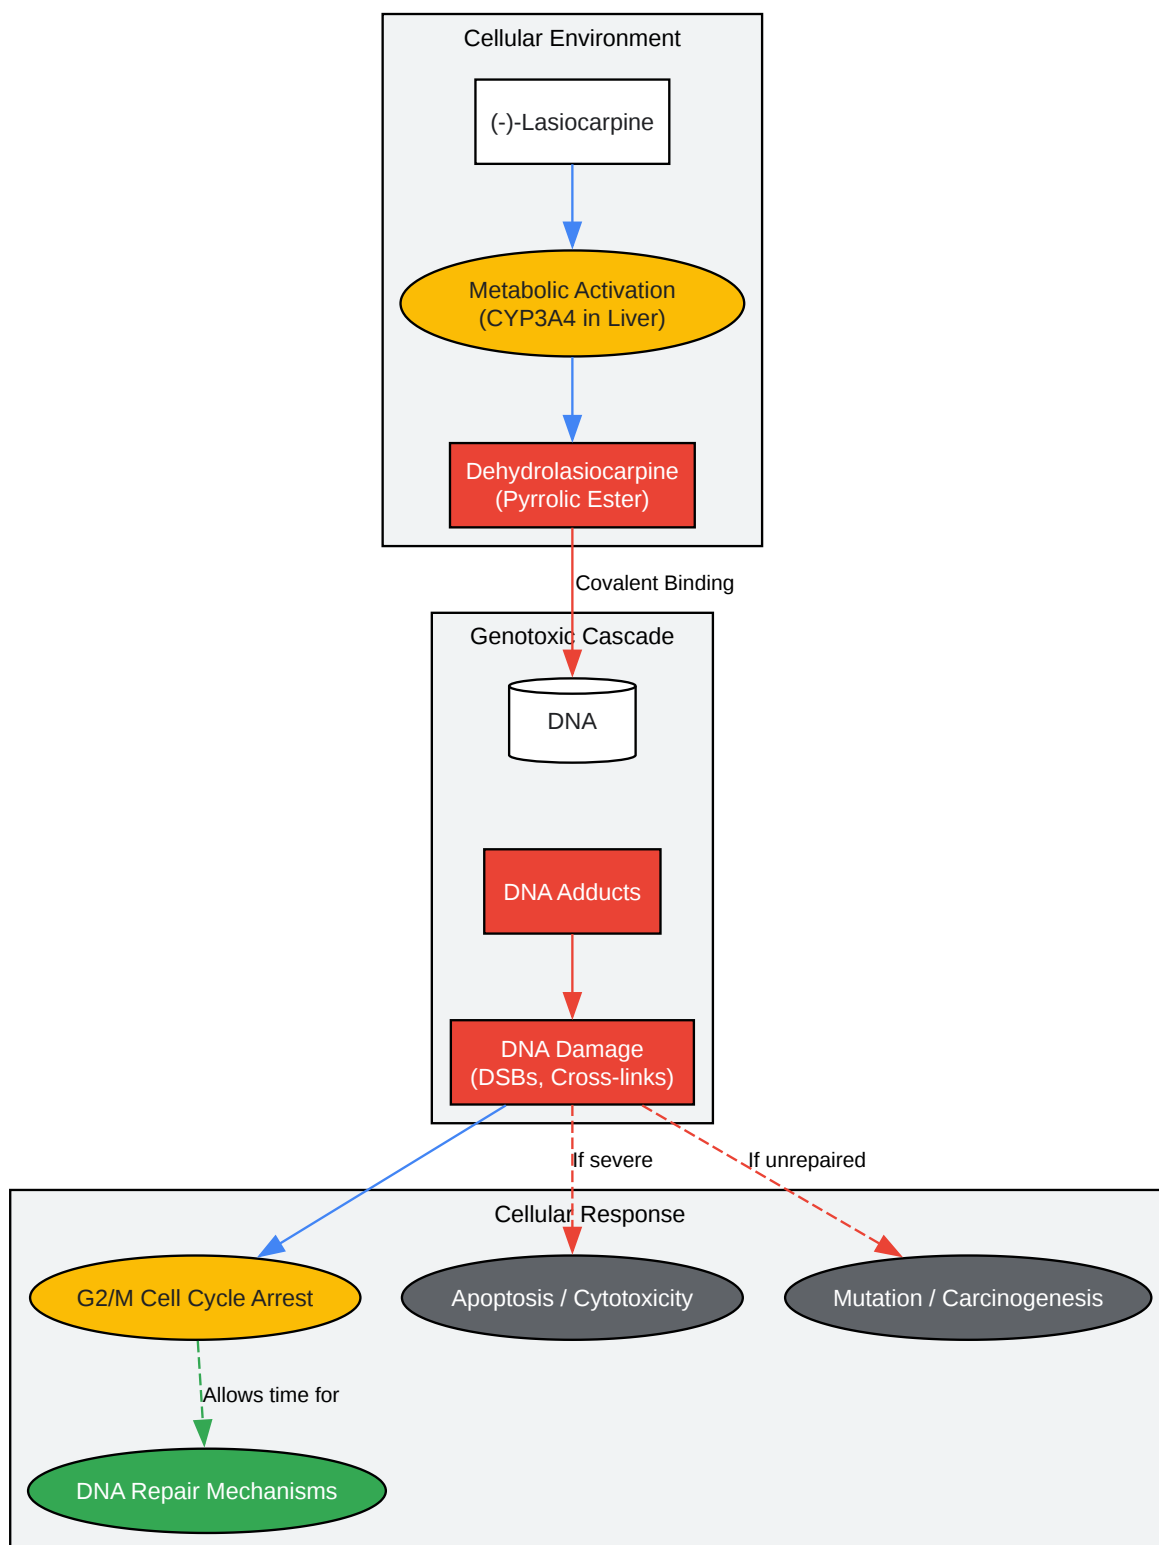 Cellular Environment
(-)-Lasiocarpine
Metabolic Activation
(CYP3A4 in Liver)
Dehydrolasiocarpine
(Pyrrolic Ester)
Covalent Binding
Genotoxic Cascade
DNA
DNA Adducts
DNA Damage
(DSBs, Cross-links)
If severe
If unrepaired
Cellular Response
G2/M Cell Cycle Arrest
Apoptosis / Cytotoxicity
Mutation / Carcinogenesis
Allows time for
DNA Repair Mechanisms